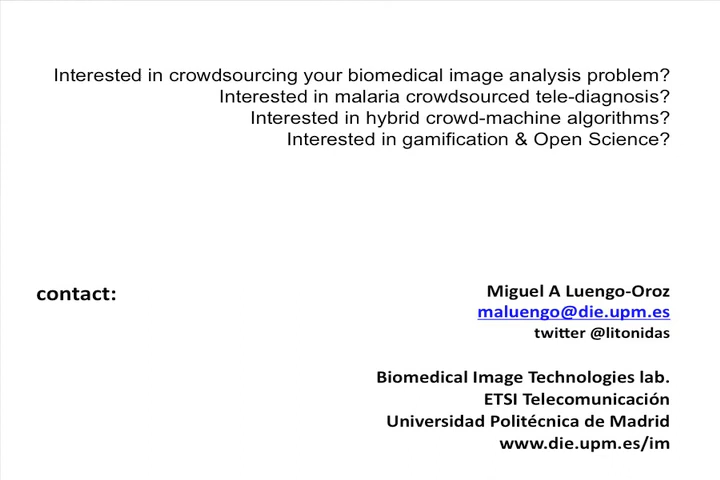 Interested in crowdsourcing your biomedical image analysis problem?
Interested in malaria crowdsourced tele-diagnosis?
Interested in hybrid crowd-machine algorithms?
Interested in gamification & Open Science?
contact:
Miguel A Luengo-Oroz
maluengo@die.upm.es
twitter @litonidas
Biomedical Image Technologies lab.
ETSI Telecomunicación
Universidad Politécnica de Madrid
www.die.upm.es/im